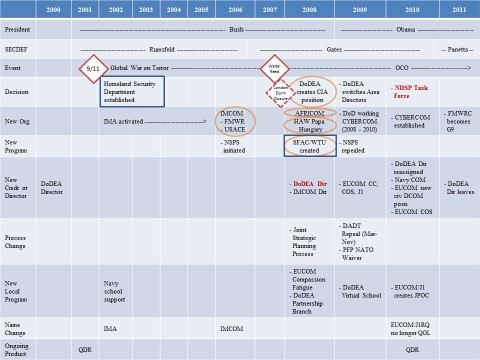 2000 2001 2002 2003 2004 2005 2006 2007 2008 2009 2010 2011
President Bush Obama
SECDEF Rumsfeld Gates Panetta
Event 9/11 Global War on Terror Walter Reed OCO
Decision
Homeland Security
Department
established
DoDEA
creates CIA
position
- DoDEA
switches Area
Directors
- NDSP Task
Force
New Org IMA activated
IMCOM
- FMWR
- USACE
AFRICOM
HAW Papa
Hungary
- DoD working
CYBERCOM
(2008 - 2010)
- CYBERCOM
established
- FMWRC
becomes
G9
New
Program
- NSPS
initiated
SFAC/WTU
created
- NSPS
repealed
New
Cmdr or
Director
DoDEA
Director
- DoDEA Dir
- IMCOM Dir
- EUCOM CC,
COS, J1
- DoDEA Dir
reassigned
- Navy COM
- EUCOM new
civ DCOM
posn
- EUCOM COS
- DoDEA
Dir leaves
Process
Change
- Joint
Strategic
Planning
Process
- DADT
Repeal (Mar-
Nov)
- PFP NATO
Waiver
New
Local
Program
Navy
school
support
- EUCOM
Compassion
Fatigue
- DoDEA
Partnership
Branch
- DoDEA
Virtual School
- EUCOM/J1
creates JPOC
Name
Change
IMA IMCOM
EUCOM/J1RQ
no longer QOL
Ongoing
Product
QDR QDR